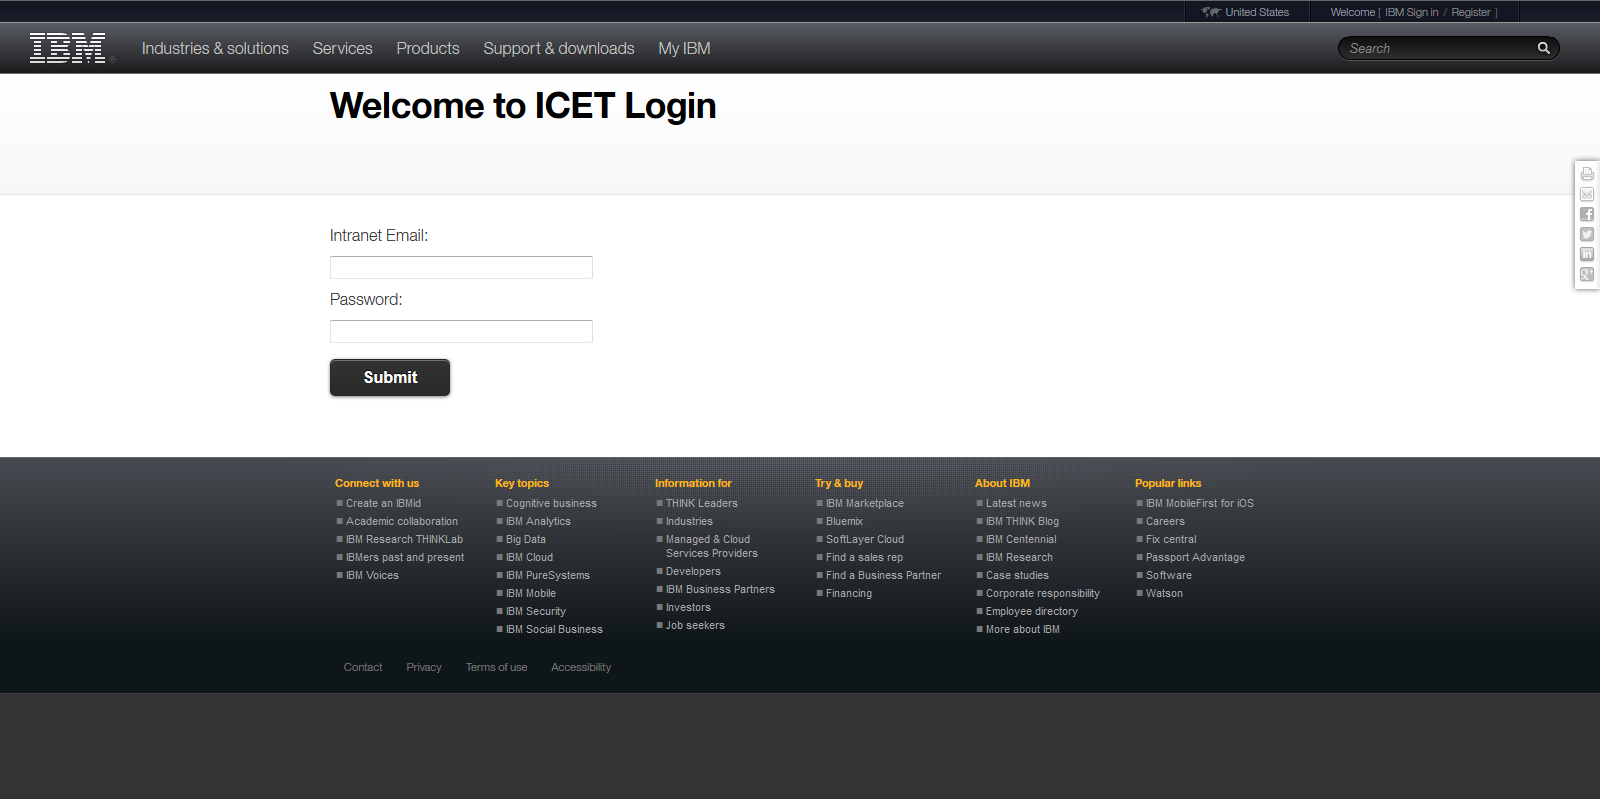 United States
Welcome [ IBM Sign in / Register ]
IBM®
Industries & solutions
Services
Products
Support & downloads
My IBM
Search
Welcome to ICET Login
Intranet Email:
Password:
Submit
Connect with us
Create an IBMid
Academic collaboration
IBM Research THINKLab
IBMers past and present
IBM Voices
Key topics
Cognitive business
IBM Analytics
Big Data
IBM Cloud
IBM PureSystems
IBM Mobile
IBM Security
IBM Social Business
Information for
THINK Leaders
Industries
Managed & Cloud
Services Providers
Developers
IBM Business Partners
Investors
Job seekers
Try & buy
IBM Marketplace
Bluemix
SoftLayer Cloud
Find a sales rep
Find a Business Partner
Financing
About IBM
Latest news
IBM THINK Blog
IBM Centennial
IBM Research
Case studies
Corporate responsibility
Employee directory
More about IBM
Popular links
IBM MobileFirst for iOS
Careers
Fix central
Passport Advantage
Software
Watson
Contact
Privacy
Terms of use
Accessibility